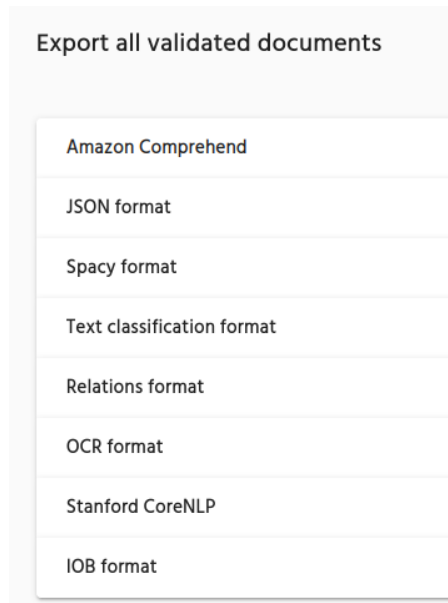 Export all validated documents
Amazon Comprehend
JSON format
Spacy format
Text classification format
Relations format
OCR format
Stanford CoreNLP
IOB format